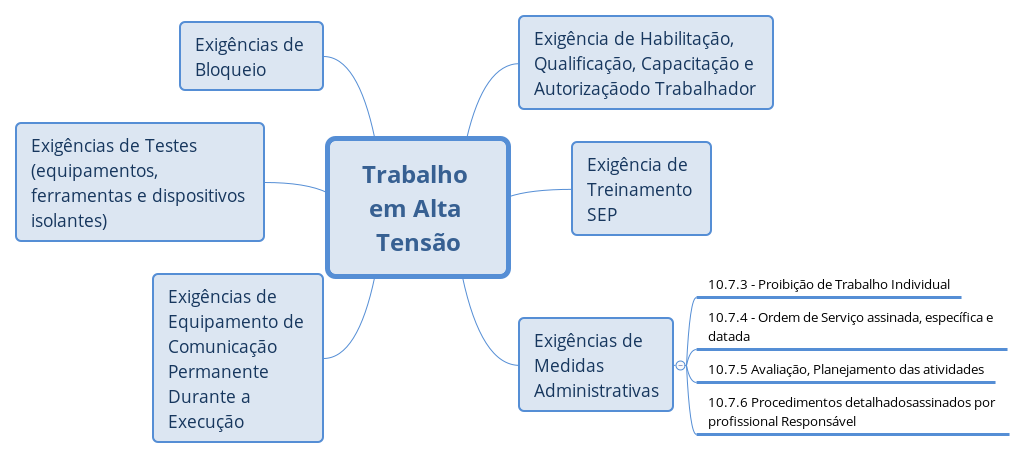 Exigências de
Bloqueio
Exigência de Habilitação,
Qualificação, Capacitação e
Autorizaçãodo Trabalhador
Exigências de Testes
(equipamentos,
ferramentas e dispositivos
isolantes)
Trabalho
em Alta
Tensão
Exigência de
Treinamento
SEP
Exigências de
Equipamento de
Comunicação
Permanente
Durante a
Execução
Exigências de
Medidas
Administrativas
10.7.3 - Proibição de Trabalho Individual
10.7.4 - Ordem de Serviço assinada, específica e
datada
10.7.5 Avaliação, Planejamento das atividades
10.7.6 Procedimentos detalhadosassinados por
profissional Responsável